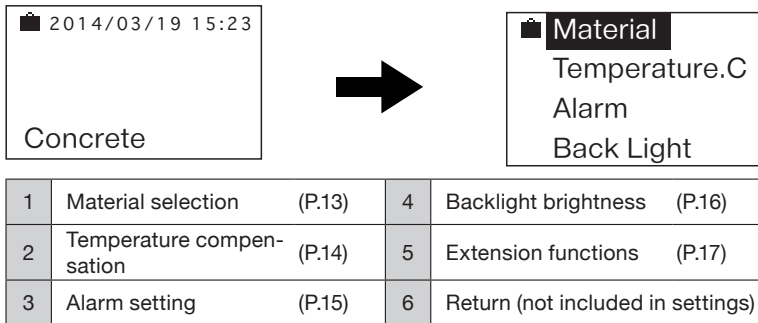 2014/03/19 15:23
Concrete
Material
Temperature.C
Alarm
Back Light
1 Material selection (P.13) 4 Backlight brightness (P.16)
2 Temperature compen-
sation (P.14) 5 Extension functions (P.17)
3 Alarm setting (P.15) 6 Return (not included in settings)